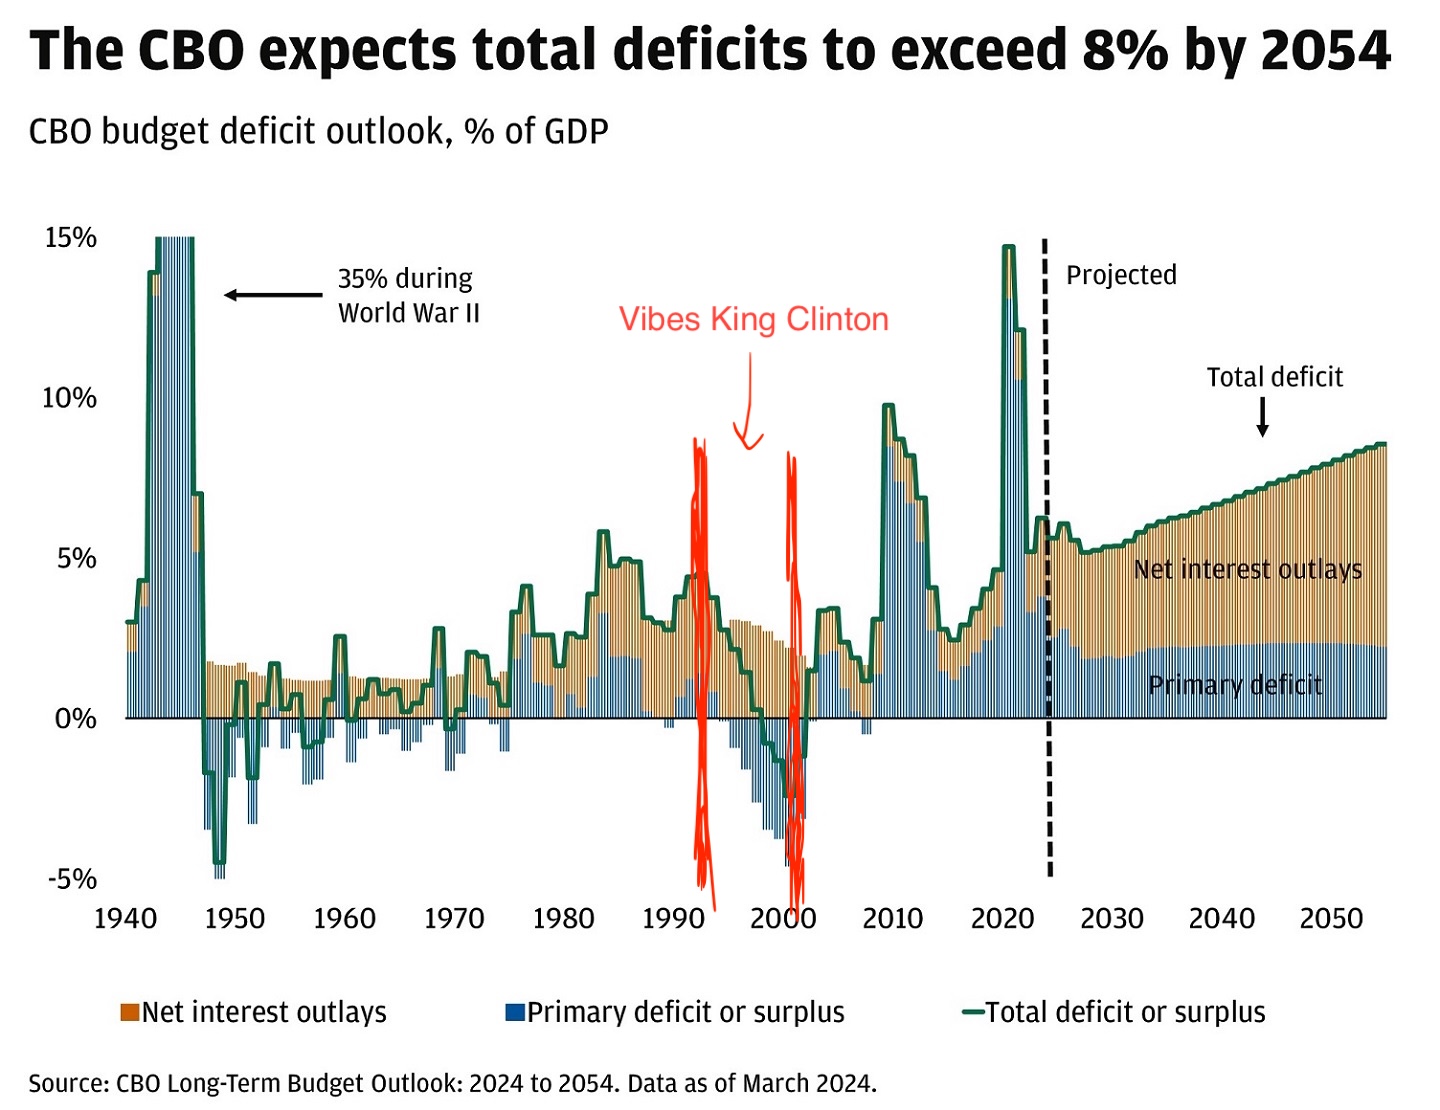 The CBO expects total deficits to exceed 8% by 2054
CBO budget deficit outlook, % of GDP
15%
10%
5%
0%
-5%
35% during
World War II
Vibes King Clinton
Projected
Total deficit
Net interest outlays
Primary deficit
1940 1950 1960 1970 1980 1990 2000 2010 2020 2030 2040 2050
Net interest outlays Primary deficit or surplus Total deficit or surplus
Source: CBO Long-Term Budget Outlook: 2024 to 2054. Data as of March 2024.